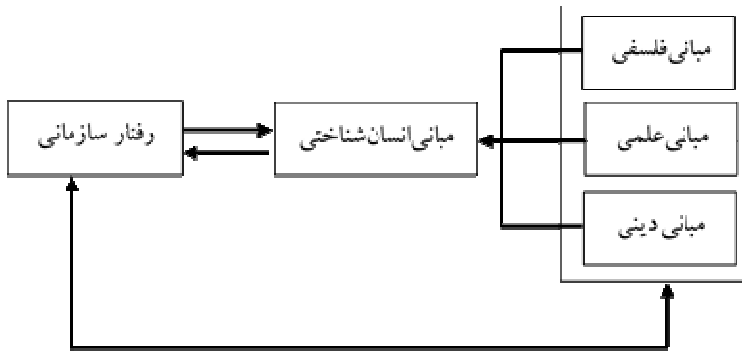 مبانی فلسفی
مبانی علمی
مبانی دینی
مبانی انسان‌شناختی
رفتار سازمانی